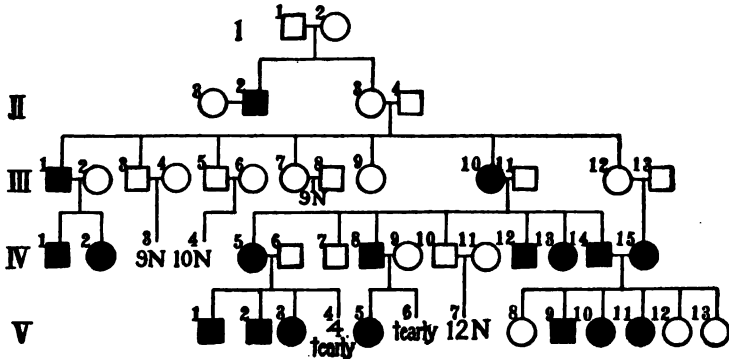 1 2
I
3 2 3 4
II
1 2 3 4 5 6 7 8 9 10 11 12 13
III
9N
1 2 3 4 5 6 7 8 9 10 11 12 13 14 15
IV 9N 10N
1 2 3 4 5 6 7 8 9 10 11 12 13
V 4 tearly 12N
tearly